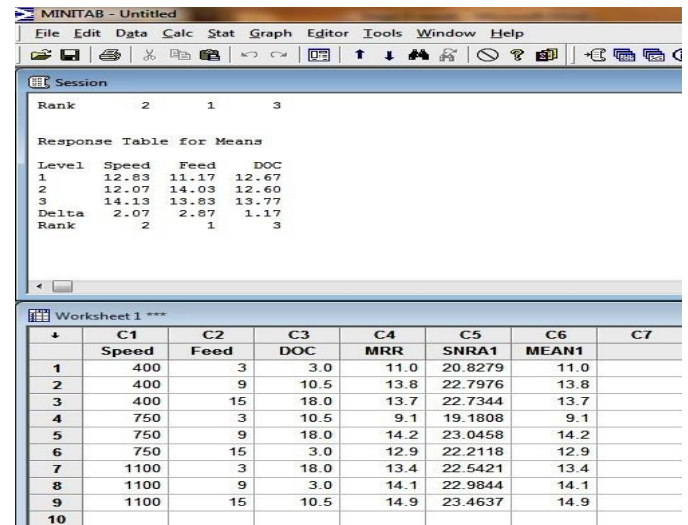 MINITAB - Untitled
File Edit Data Calc Stat Graph Editor Tools Window Help
Session
Rank 2 1 3
Response Table for Means
Level Speed Feed DOC
1 12.83 11.17 12.67
2 12.07 14.03 12.60
3 14.13 13.83 13.77
Delta 2.07 2.87 1.17
Rank 2 1 3
Worksheet 1 ***
C1 C2 C3 C4 C5 C6 C7
Speed Feed DOC MRR SNRA1 MEAN1
1 400 3 3.0 11.0 20.8279 11.0
2 400 9 10.5 13.8 22.7976 13.8
3 400 15 18.0 13.7 22.7344 13.7
4 750 3 10.5 9.1 19.1808 9.1
5 750 9 18.0 14.2 23.0458 14.2
6 750 15 3.0 12.9 22.2118 12.9
7 1100 3 18.0 13.4 22.5421 13.4
8 1100 9 3.0 14.1 22.9844 14.1
9 1100 15 10.5 14.9 23.4637 14.9
10